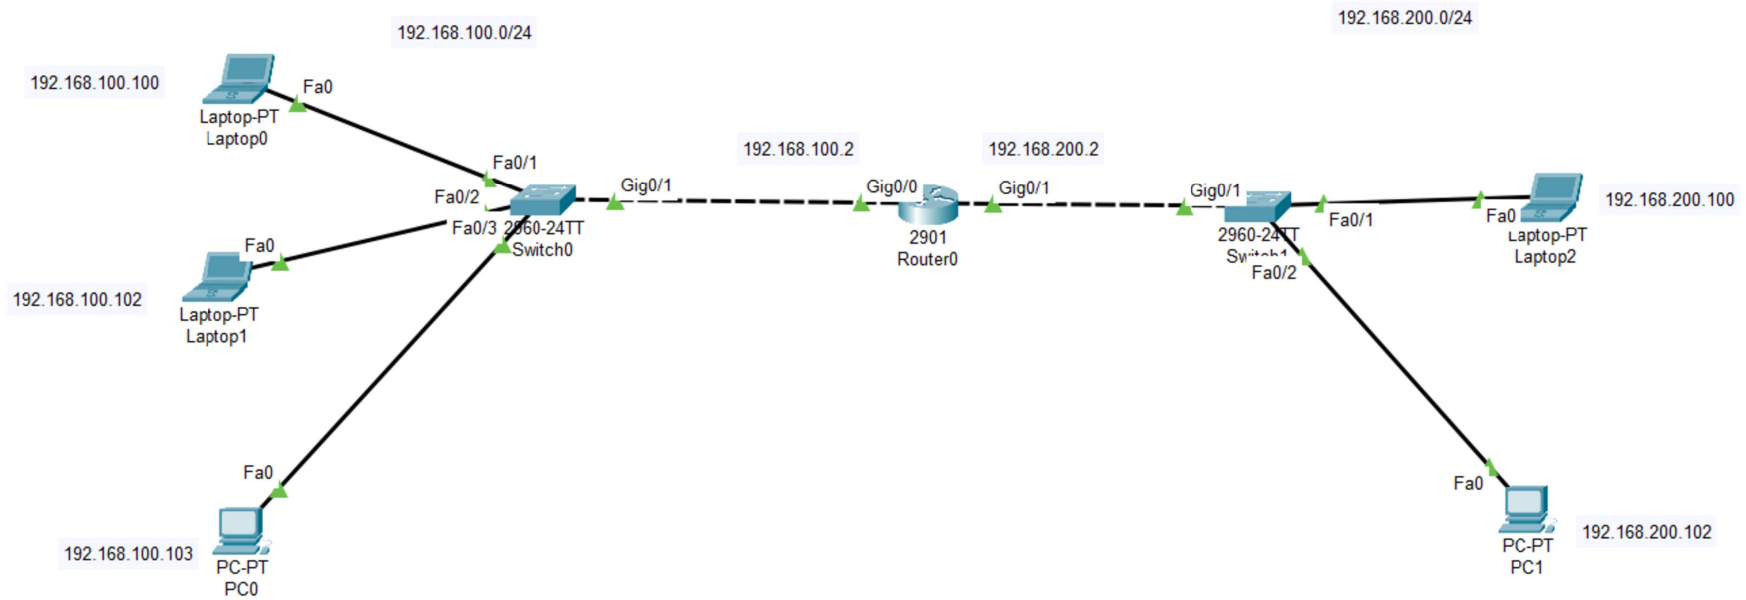 192.168.100.0/24
192.168.200.0/24
192.168.100.100
Fa0
Laptop-PT
Laptop0
192.168.100.2
192.168.200.2
Fa0/1
Fa0/2
Fa0/3
Gig0/1
2960-24TT
Switch0
Gig0/0
Gig0/1
2901
Router0
Gig0/1
2960-24TT
Switch1
Fa0/1
Fa0/2
Fa0
192.168.200.100
Laptop-PT
Laptop2
Fa0
192.168.100.102
Laptop-PT
Laptop1
Fa0
192.168.100.103
PC-PT
PC0
Fa0
192.168.200.102
PC-PT
PC1